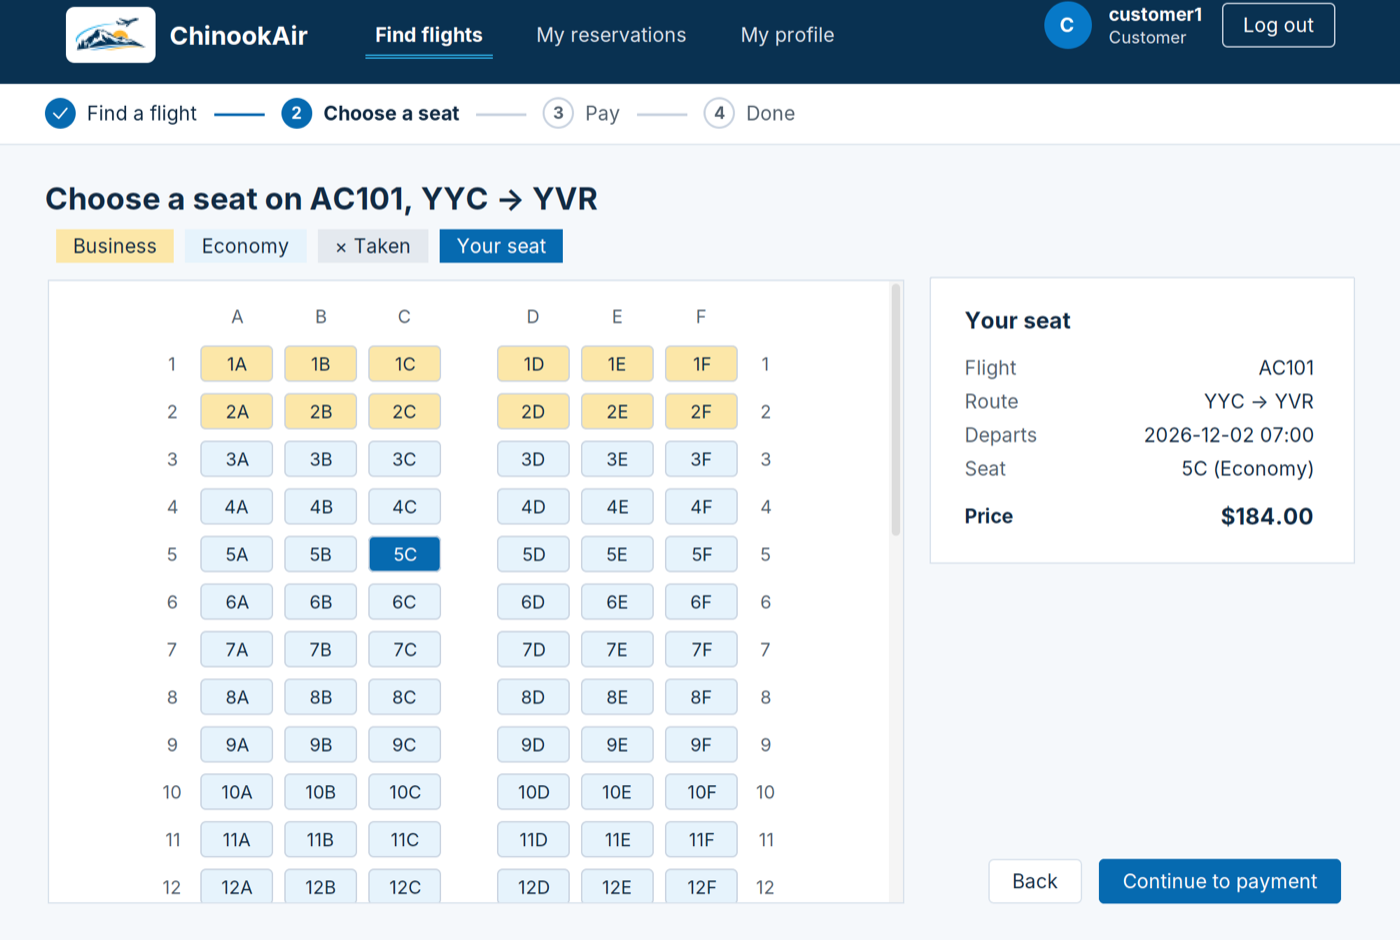 ChinookAir Find flights My reservations My profile C customer1 Log out
Customer
Find a flight 2 Choose a seat 3 Pay 4 Done
Choose a seat on AC101, YYC → YVR
Business Economy × Taken Your seat
A B C D E F
1 1A 1B 1C 1D 1E 1F 1
2 2A 2B 2C 2D 2E 2F 2
3 3A 3B 3C 3D 3E 3F 3
4 4A 4B 4C 4D 4E 4F 4
5 5A 5B 5C 5D 5E 5F 5
6 6A 6B 6C 6D 6E 6F 6
7 7A 7B 7C 7D 7E 7F 7
8 8A 8B 8C 8D 8E 8F 8
9 9A 9B 9C 9D 9E 9F 9
10 10A 10B 10C 10D 10E 10F 10
11 11A 11B 11C 11D 11E 11F 11
12 12A 12B 12C 12D 12E 12F 12
Your seat
Flight AC101
Route YYC → YVR
Departs 2026-12-02 07:00
Seat 5C (Economy)
Price $184.00
Back Continue to payment